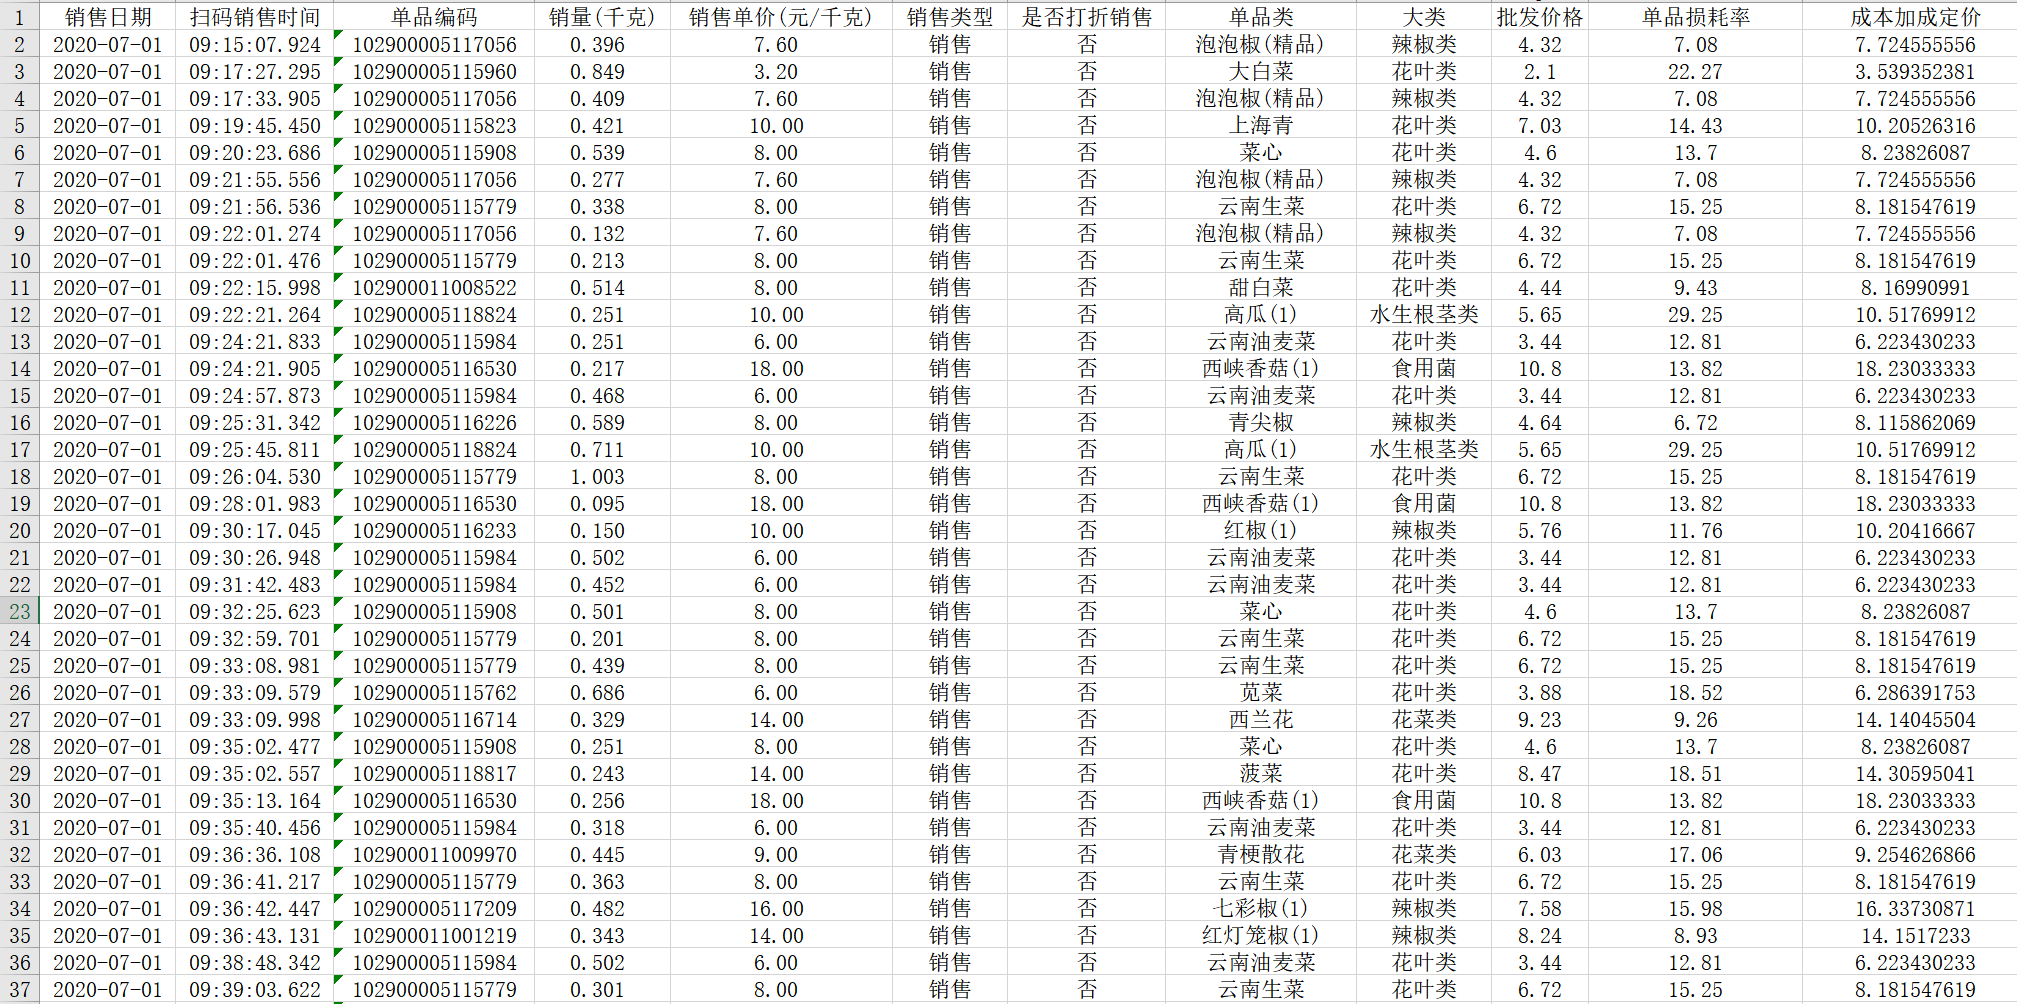 1 销售日期 扫码销售时间 单品编码 销量(千克) 销售单价(元/千克) 销售类型 是否打折销售 单品类 大类 批发价格 单品损耗率 成本加成定价
2 2020-07-01 09:15:07.924 102900005117056 0.396 7.60 销售 否 泡泡椒(精品) 辣椒类 4.32 7.08 7.724555556
3 2020-07-01 09:17:27.295 102900005115960 0.849 3.20 销售 否 大白菜 花叶类 2.1 22.27 3.539352381
4 2020-07-01 09:17:33.905 102900005117056 0.409 7.60 销售 否 泡泡椒(精品) 辣椒类 4.32 7.08 7.724555556
5 2020-07-01 09:19:45.450 102900005115823 0.421 10.00 销售 否 上海青 花叶类 7.03 14.43 10.20526316
6 2020-07-01 09:20:23.686 102900005115908 0.539 8.00 销售 否 菜心 花叶类 4.6 13.7 8.23826087
7 2020-07-01 09:21:55.556 102900005117056 0.277 7.60 销售 否 泡泡椒(精品) 辣椒类 4.32 7.08 7.724555556
8 2020-07-01 09:21:56.536 102900005115779 0.338 8.00 销售 否 云南生菜 花叶类 6.72 15.25 8.181547619
9 2020-07-01 09:22:01.274 102900005117056 0.132 7.60 销售 否 泡泡椒(精品) 辣椒类 4.32 7.08 7.724555556
10 2020-07-01 09:22:01.476 102900005115779 0.213 8.00 销售 否 云南生菜 花叶类 6.72 15.25 8.181547619
11 2020-07-01 09:22:15.998 102900011008522 0.514 8.00 销售 否 甜白菜 花叶类 4.44 9.43 8.16990991
12 2020-07-01 09:22:21.264 102900005118824 0.251 10.00 销售 否 高瓜(1) 水生根茎类 5.65 29.25 10.51769912
13 2020-07-01 09:24:21.833 102900005115984 0.251 6.00 销售 否 云南油麦菜 花叶类 3.44 12.81 6.223430233
14 2020-07-01 09:24:21.905 102900005116530 0.217 18.00 销售 否 西峡香菇(1) 食用菌 10.8 13.82 18.23033333
15 2020-07-01 09:24:57.873 102900005115984 0.468 6.00 销售 否 云南油麦菜 花叶类 3.44 12.81 6.223430233
16 2020-07-01 09:25:31.342 102900005116226 0.589 8.00 销售 否 青尖椒 辣椒类 4.64 6.72 8.115862069
17 2020-07-01 09:25:45.811 102900005118824 0.711 10.00 销售 否 高瓜(1) 水生根茎类 5.65 29.25 10.51769912
18 2020-07-01 09:26:04.530 102900005115779 1.003 8.00 销售 否 云南生菜 花叶类 6.72 15.25 8.181547619
19 2020-07-01 09:28:01.983 102900005116530 0.095 18.00 销售 否 西峡香菇(1) 食用菌 10.8 13.82 18.23033333
20 2020-07-01 09:30:17.045 102900005116233 0.150 10.00 销售 否 红椒(1) 辣椒类 5.76 11.76 10.20416667
21 2020-07-01 09:30:26.948 102900005115984 0.502 6.00 销售 否 云南油麦菜 花叶类 3.44 12.81 6.223430233
22 2020-07-01 09:31:42.483 102900005115984 0.452 6.00 销售 否 云南油麦菜 花叶类 3.44 12.81 6.223430233
23 2020-07-01 09:32:25.623 102900005115908 0.501 8.00 销售 否 菜心 花叶类 4.6 13.7 8.23826087
24 2020-07-01 09:32:59.701 102900005115779 0.201 8.00 销售 否 云南生菜 花叶类 6.72 15.25 8.181547619
25 2020-07-01 09:33:08.981 102900005115779 0.439 8.00 销售 否 云南生菜 花叶类 6.72 15.25 8.181547619
26 2020-07-01 09:33:09.579 102900005115762 0.686 6.00 销售 否 苋菜 花叶类 3.88 18.52 6.286391753
27 2020-07-01 09:33:09.998 102900005116714 0.329 14.00 销售 否 西兰花 花菜类 9.23 9.26 14.14045504
28 2020-07-01 09:35:02.477 102900005115908 0.251 8.00 销售 否 菜心 花叶类 4.6 13.7 8.23826087
29 2020-07-01 09:35:02.557 102900005118817 0.243 14.00 销售 否 菠菜 花叶类 8.47 18.51 14.30595041
30 2020-07-01 09:35:13.164 102900005116530 0.256 18.00 销售 否 西峡香菇(1) 食用菌 10.8 13.82 18.23033333
31 2020-07-01 09:35:40.456 102900005115984 0.318 6.00 销售 否 云南油麦菜 花叶类 3.44 12.81 6.223430233
32 2020-07-01 09:36:36.108 102900011009970 0.445 9.00 销售 否 青梗散花 花菜类 6.03 17.06 9.254626866
33 2020-07-01 09:36:41.217 102900005115779 0.363 8.00 销售 否 云南生菜 花叶类 6.72 15.25 8.181547619
34 2020-07-01 09:36:42.447 102900005117209 0.482 16.00 销售 否 七彩椒(1) 辣椒类 7.58 15.98 16.33730871
35 2020-07-01 09:36:43.131 102900011001219 0.343 14.00 销售 否 红灯笼椒(1) 辣椒类 8.24 8.93 14.1517233
36 2020-07-01 09:38:48.342 102900005115984 0.502 6.00 销售 否 云南油麦菜 花叶类 3.44 12.81 6.223430233
37 2020-07-01 09:39:03.622 102900005115779 0.301 8.00 销售 否 云南生菜 花叶类 6.72 15.25 8.181547619